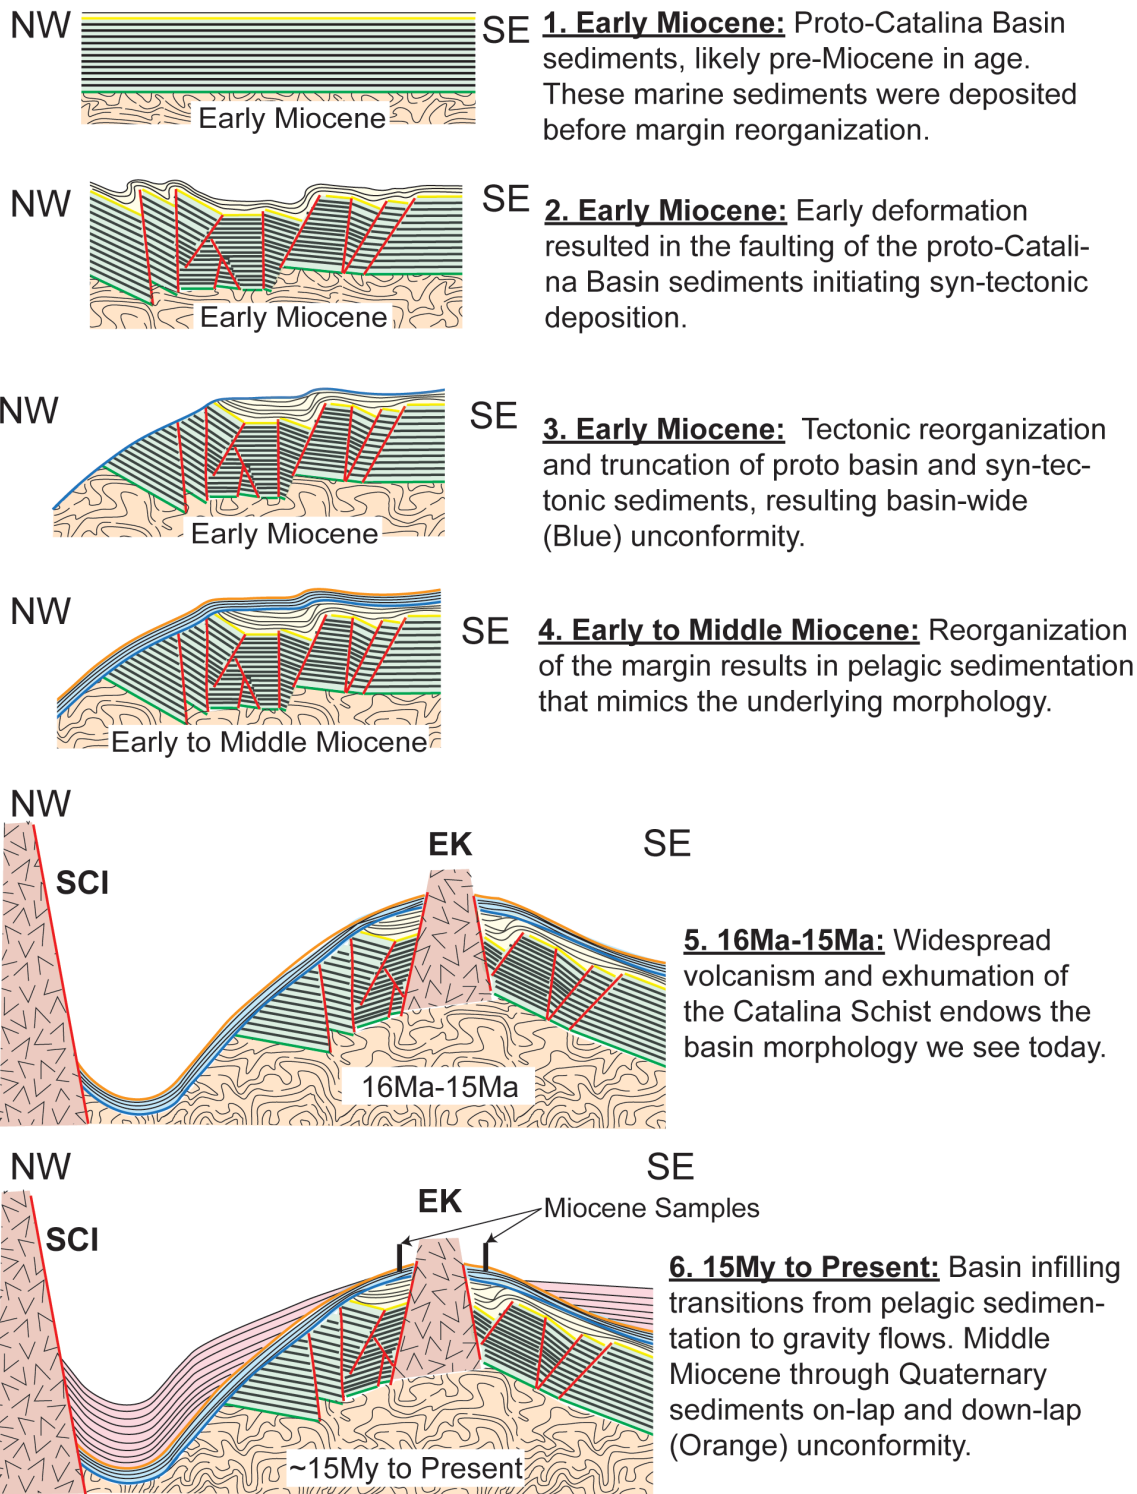 NW
SE
1. Early Miocene: Proto-Catalina Basin
sediments, likely pre-Miocene in age.
These marine sediments were deposited
before margin reorganization.
Early Miocene
NW
SE
2. Early Miocene: Early deformation
resulted in the faulting of the proto-Catali-
na Basin sediments initiating syn-tectonic
deposition.
Early Miocene
NW
SE
3. Early Miocene: Tectonic reorganization
and truncation of proto basin and syn-tec-
tonic sediments, resulting basin-wide
(Blue) unconformity.
Early Miocene
NW
SE
4. Early to Middle Miocene: Reorganization
of the margin results in pelagic sedimentation
that mimics the underlying morphology.
Early to Middle Miocene
NW
SE
EK
SCI
5. 16Ma-15Ma: Widespread
volcanism and exhumation of
the Catalina Schist endows the
basin morphology we see today.
16Ma-15Ma
NW
SE
EK
Miocene Samples
SCI
6. 15My to Present: Basin infilling
transitions from pelagic sedimen-
tation to gravity flows. Middle
Miocene through Quaternary
sediments on-lap and down-lap
(Orange) unconformity.
~15My to Present